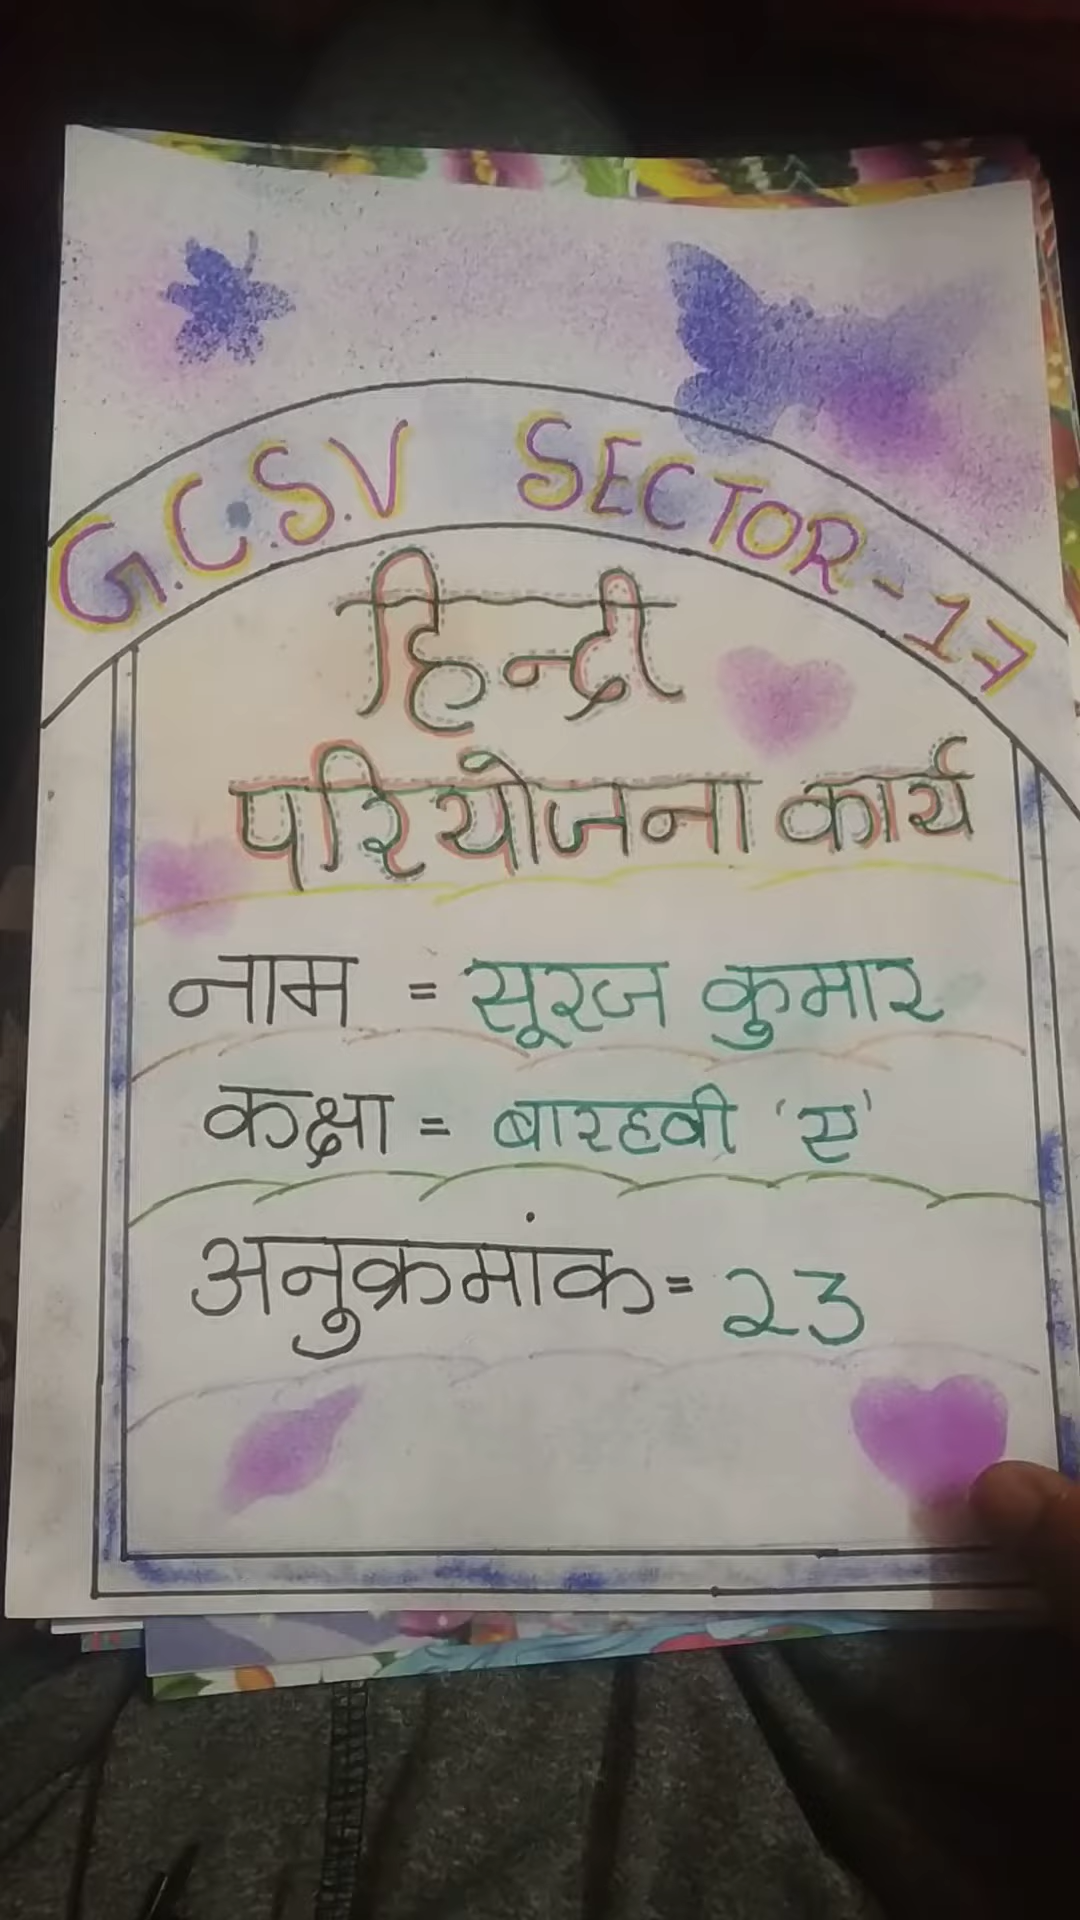 G.C.S.V SECTOR-17
हिन्दी
परियोजना कार्य
नाम = सूरज कुमार
कक्षा = बारहवी 'ए'
अनुक्रमांक = 23